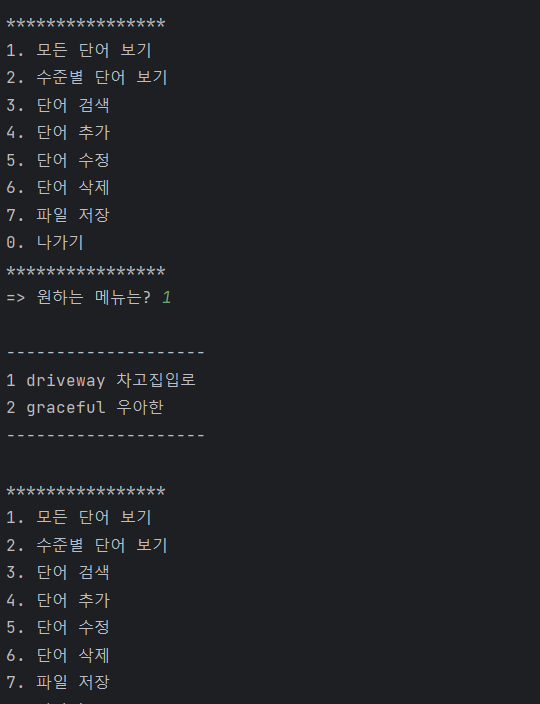 ****************
1. 모든 단어 보기
2. 수준별 단어 보기
3. 단어 검색
4. 단어 추가
5. 단어 수정
6. 단어 삭제
7. 파일 저장
0. 나가기
****************
=> 원하는 메뉴는? 1
--------------------
1 driveway 차고집입로
2 graceful 우아한
--------------------
****************
1. 모든 단어 보기
2. 수준별 단어 보기
3. 단어 검색
4. 단어 추가
5. 단어 수정
6. 단어 삭제
7. 파일 저장